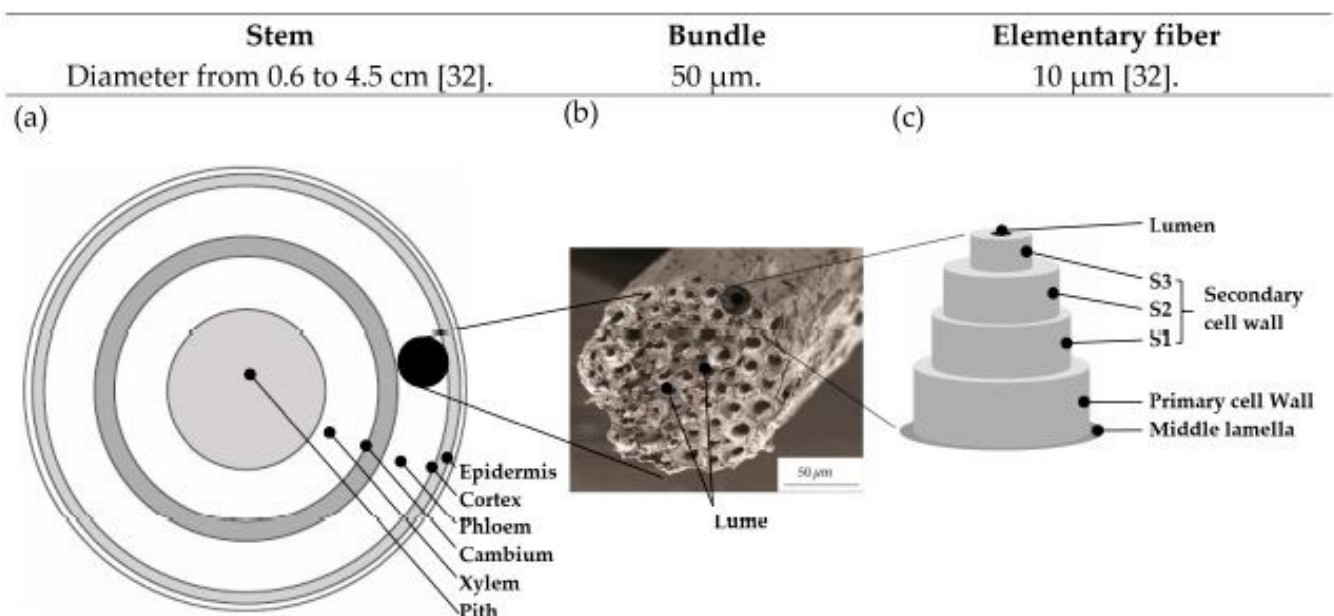 Stem Bundle Elementary fiber
Diameter from 0.6 to 4.5 cm [32]. 50 μm. 10 μm [32].
(a) (b) (c)
Epidermis
Cortex
Phloem
Cambium
Xylem
Pith
50 μm
Lume
Lumen
S3
S2
S1
Secondary
cell wall
Primary cell Wall
Middle lamella